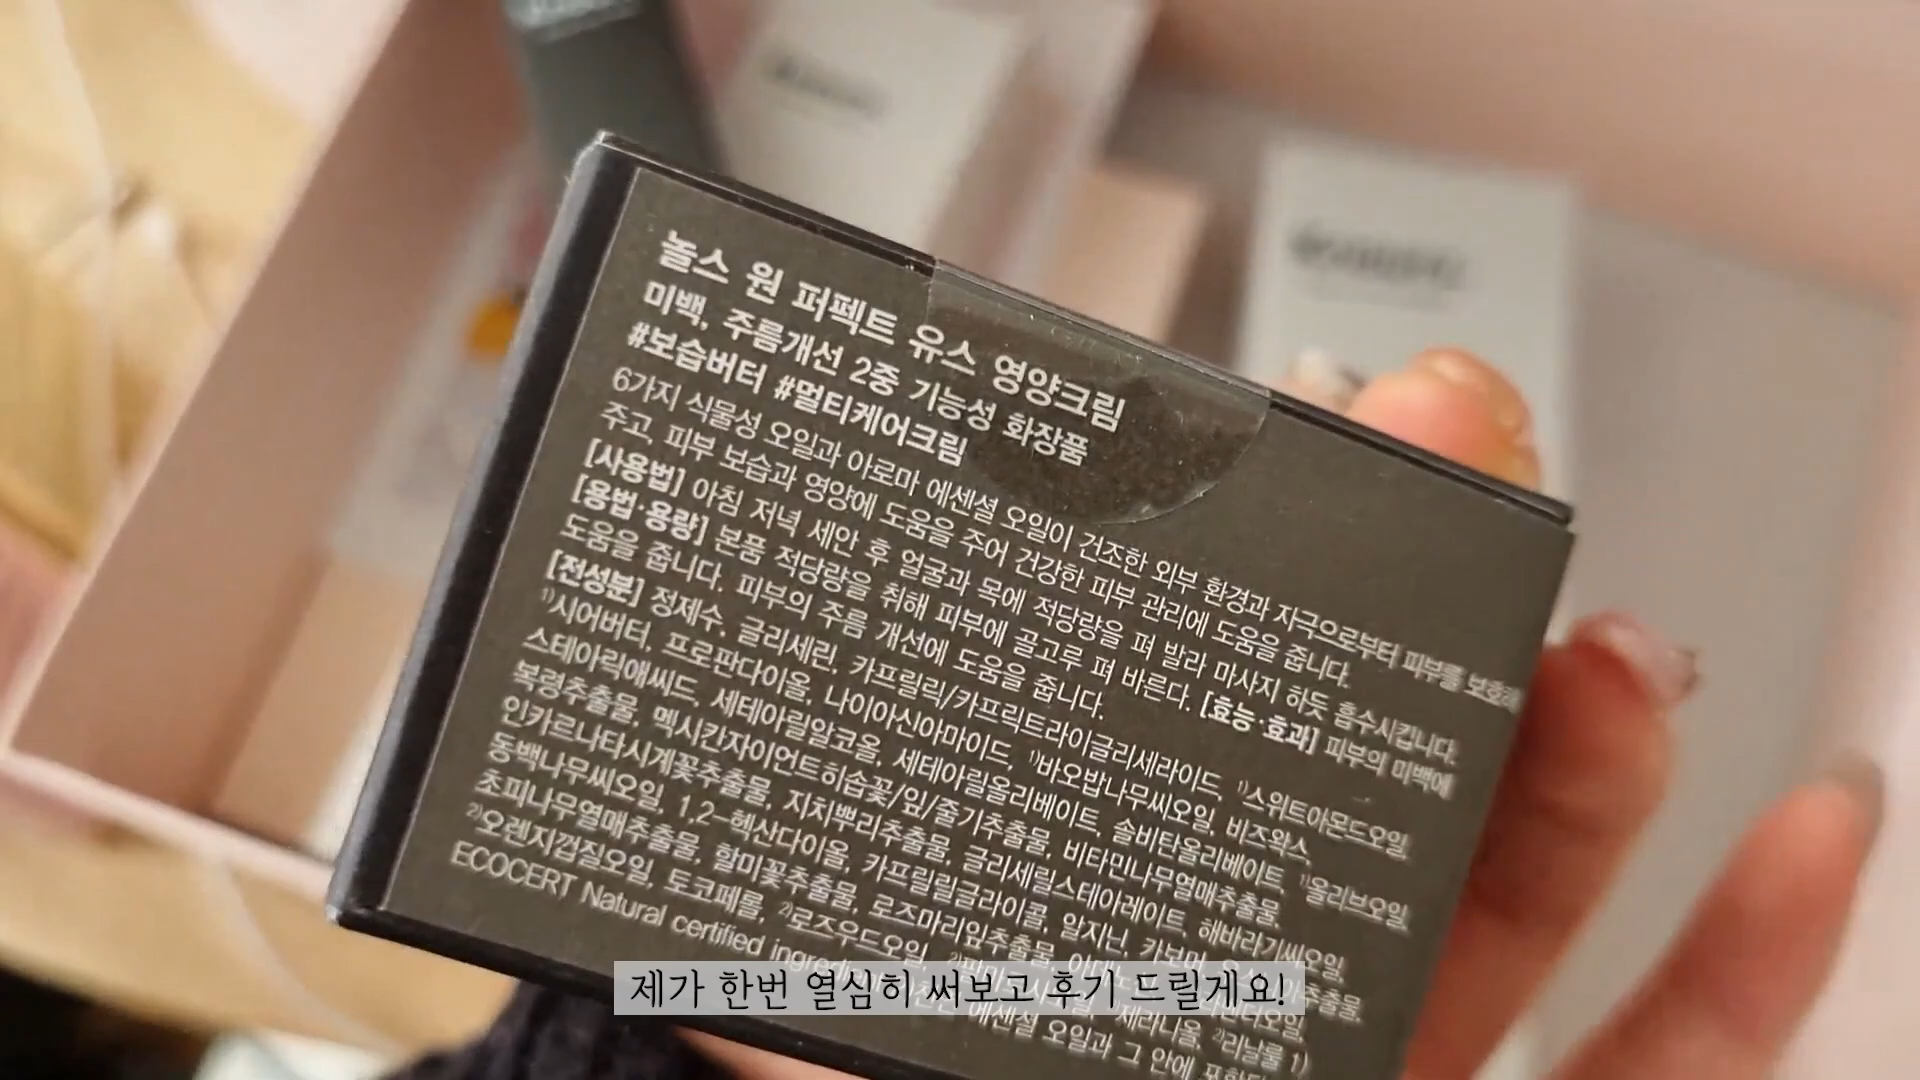 놀스 원 퍼펙트 유스 영양크림
미백, 주름개선 2중 기능성 화장품
#보습버터 #멀티케어크림
6가지 식물성 오일과 아로마 에센셜 오일이 건조한 외부 환경과 자극으로부터 피부를 보호해
주고, 피부 보습과 영양에 도움을 주어 건강한 피부 관리에 도움을 줍니다.
[사용법] 아침 저녁 세안 후 얼굴과 목에 적당량을 펴 발라 마사지 하듯 흡수시킵니다.
[용법·용량] 본품 적당량을 취해 피부에 골고루 펴 바른다. [효능·효과] 피부의 미백에
도움을 줍니다. 피부의 주름 개선에 도움을 줍니다.
[전성분] 정제수, 글리세린, 카프릴릭/카프릭트라이글리세라이드, 1)스위트아몬드오일,
1)시어버터, 프로판다이올, 나이아신아마이드, 1)바오밥나무씨오일, 비즈왁스,
스테아릭애씨드, 세테아릴알코올, 세테아릴올리베이트, 솔비탄올리베이트, 1)올리브오일,
복령추출물, 멕시칸자이언트히솝꽃/잎/줄기추출물, 비타민나무열매추출물,
인카르나타시계꽃추출물, 지치뿌리추출물, 글리세릴스테아레이트, 해바라기씨오일,
동백나무씨오일, 1,2-헥산다이올, 카프릴릴글라이콜, 알지닌, 카보머,
초피나무열매추출물, 할미꽃추출물, 로즈마리잎추출물,
2)오렌지껍질오일, 토코페롤, 2)로즈우드오일, 제라니올, 2)리날룰 1)
ECOCERT Natural certified 에센셜 오일과 그 안에
제가 한번 열심히 써보고 후기 드릴게요!